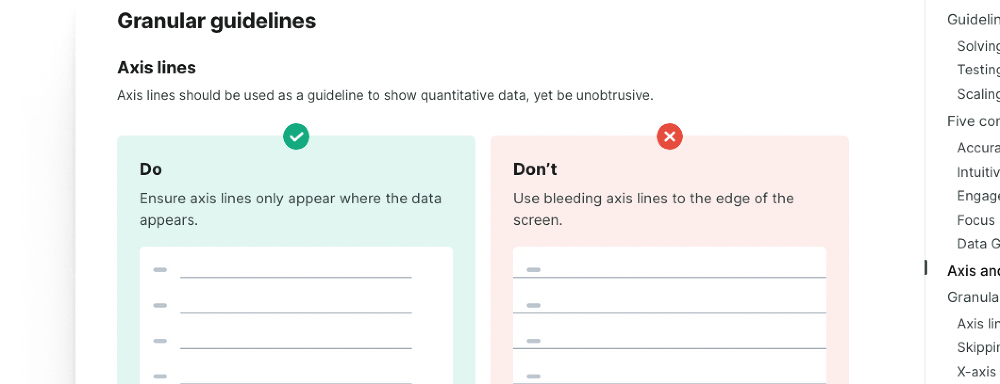 Granular guidelines
Axis lines
Axis lines should be used as a guideline to show quantitative data, yet be unobtrusive.
Do
Ensure axis lines only appear where the data
appears.
Don’t
Use bleeding axis lines to the edge of the
screen.
Guidelin
Solving
Testing
Scaling
Five cor
Accura
Intuitiv
Engage
Focus
Data G
Axis and
Granula
Axis lin
Skippin
X-axis